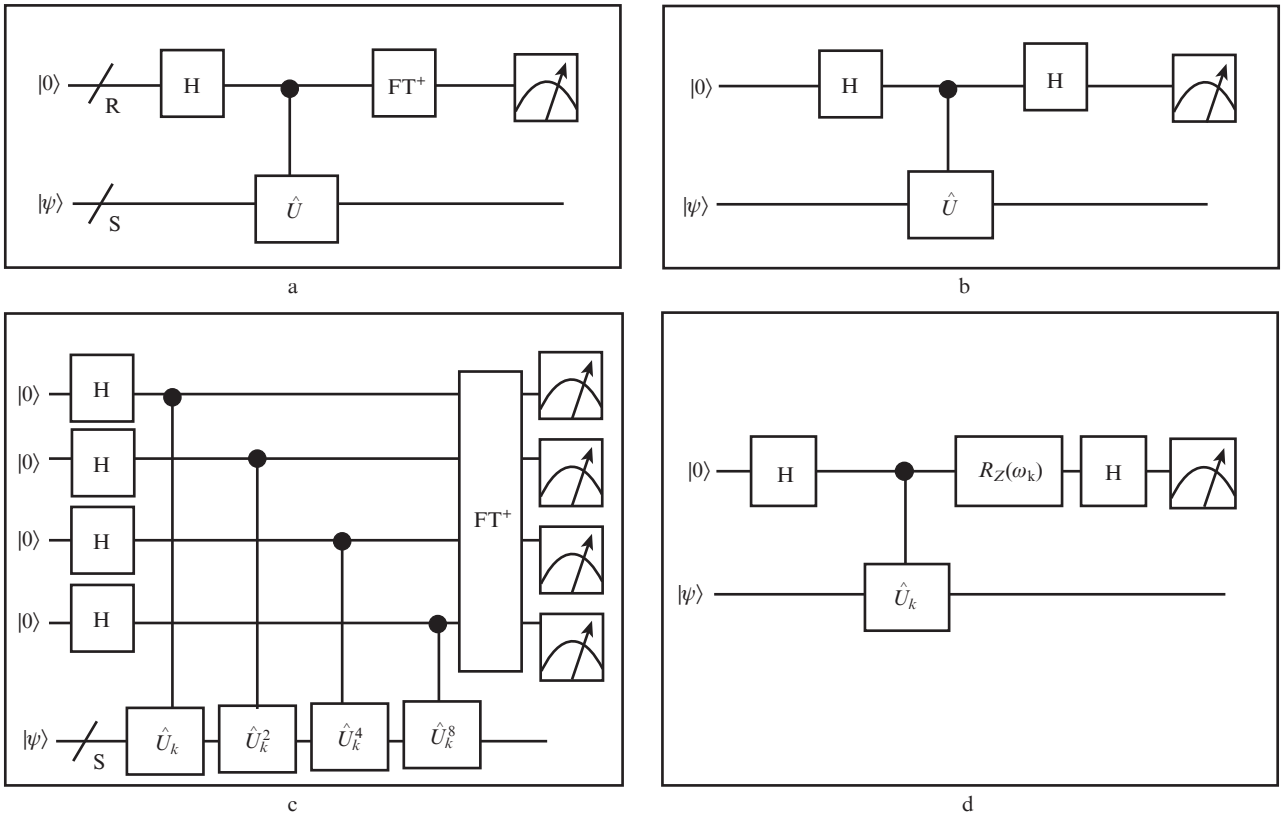 |0⟩ R H FT⁺
|ψ⟩ S Û
a
|0⟩ H H
|ψ⟩ Û
b
|0⟩ H
|0⟩ H
|0⟩ H
|0⟩ H
FT⁺
|ψ⟩ S Û_k Û_k^2 Û_k^4 Û_k^8
c
|0⟩ H R_Z(ω_k) H
|ψ⟩ Û_k
d